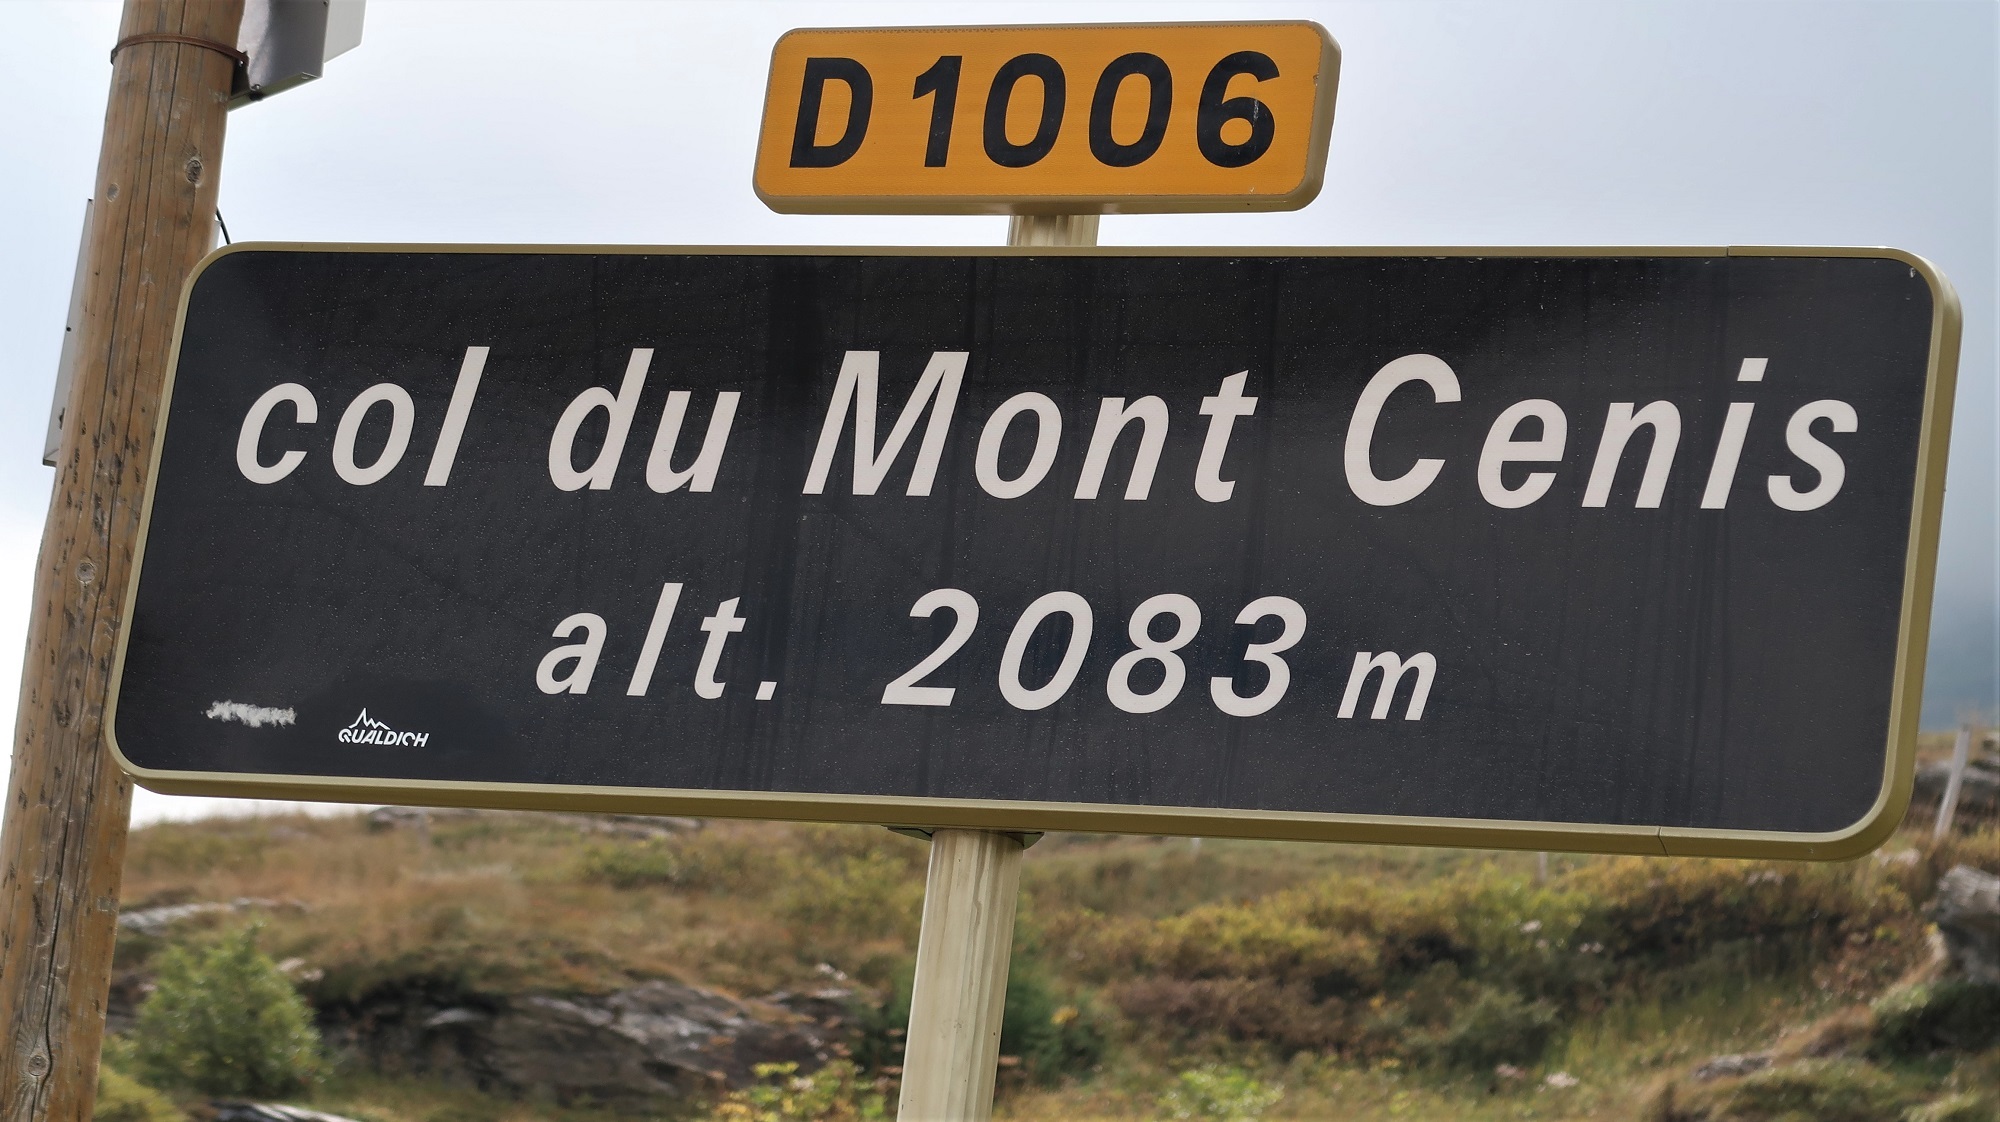 D1006
col du Mont Cenis
alt. 2083 m
QUALDICH